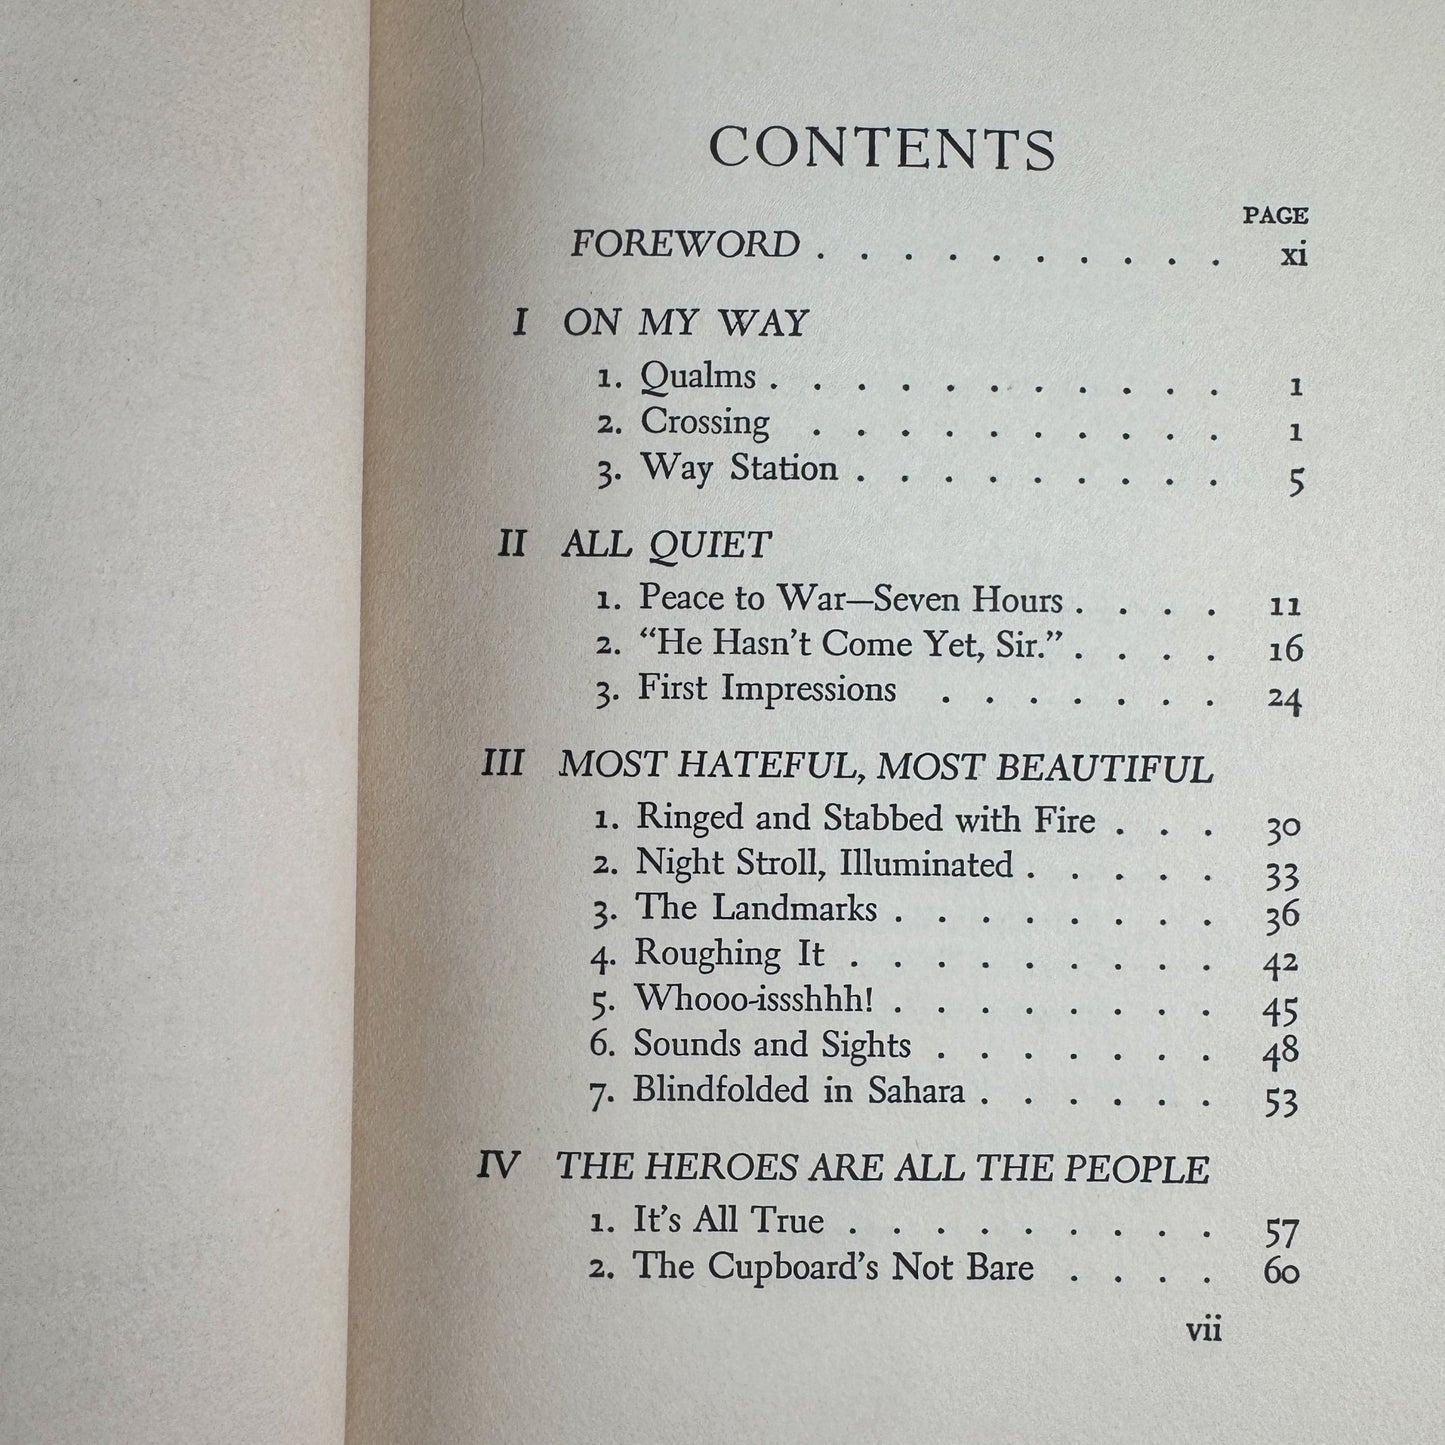 CONTENTS
PAGE
FOREWORD . . . . . . . . . . xi
I ON MY WAY
1. Qualms . . . . . . . . . . . 1
2. Crossing . . . . . . . . . . 1
3. Way Station . . . . . . . . . 5
II ALL QUIET
1. Peace to War—Seven Hours . . . . 11
2. “He Hasn’t Come Yet, Sir.” . . . . 16
3. First Impressions . . . . . . . 24
III MOST HATEFUL, MOST BEAUTIFUL
1. Ringed and Stabbed with Fire . . . 30
2. Night Stroll, Illuminated . . . . . 33
3. The Landmarks . . . . . . . . 36
4. Roughing It . . . . . . . . . 42
5. Whooo-issshhh! . . . . . . . . 45
6. Sounds and Sights . . . . . . . 48
7. Blindfolded in Sahara . . . . . . 53
IV THE HEROES ARE ALL THE PEOPLE
1. It’s All True . . . . . . . . . 57
2. The Cupboard’s Not Bare . . . . 60
vii